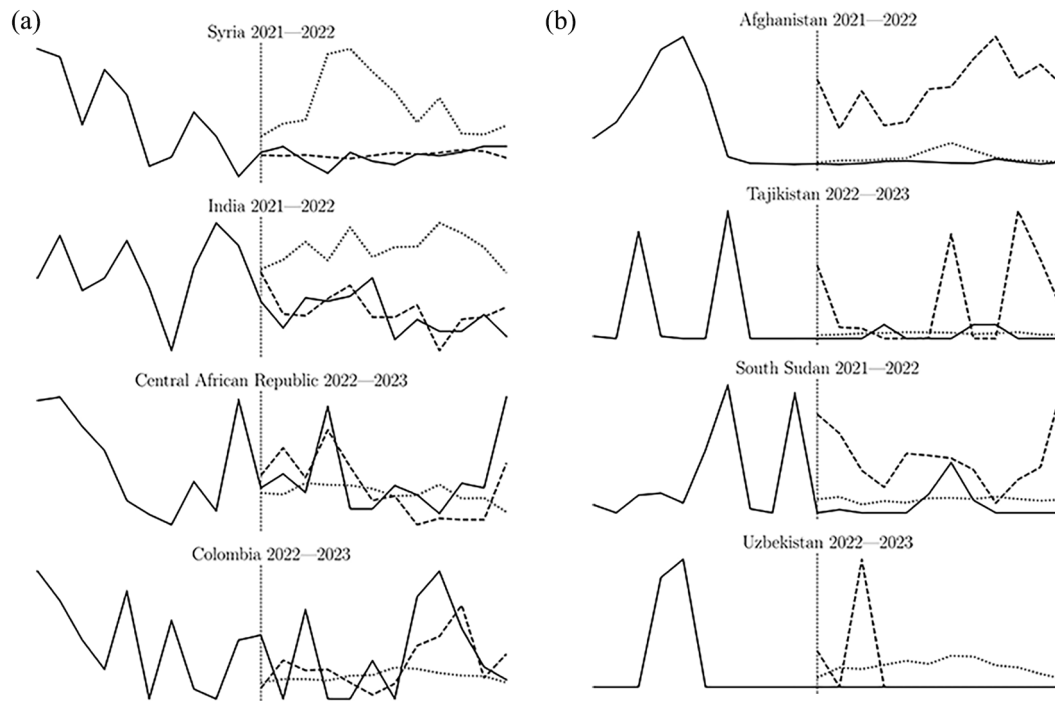 (a)
Syria 2021—2022
India 2021—2022
Central African Republic 2022—2023
Colombia 2022—2023
(b)
Afghanistan 2021—2022
Tajikistan 2022—2023
South Sudan 2021—2022
Uzbekistan 2022—2023